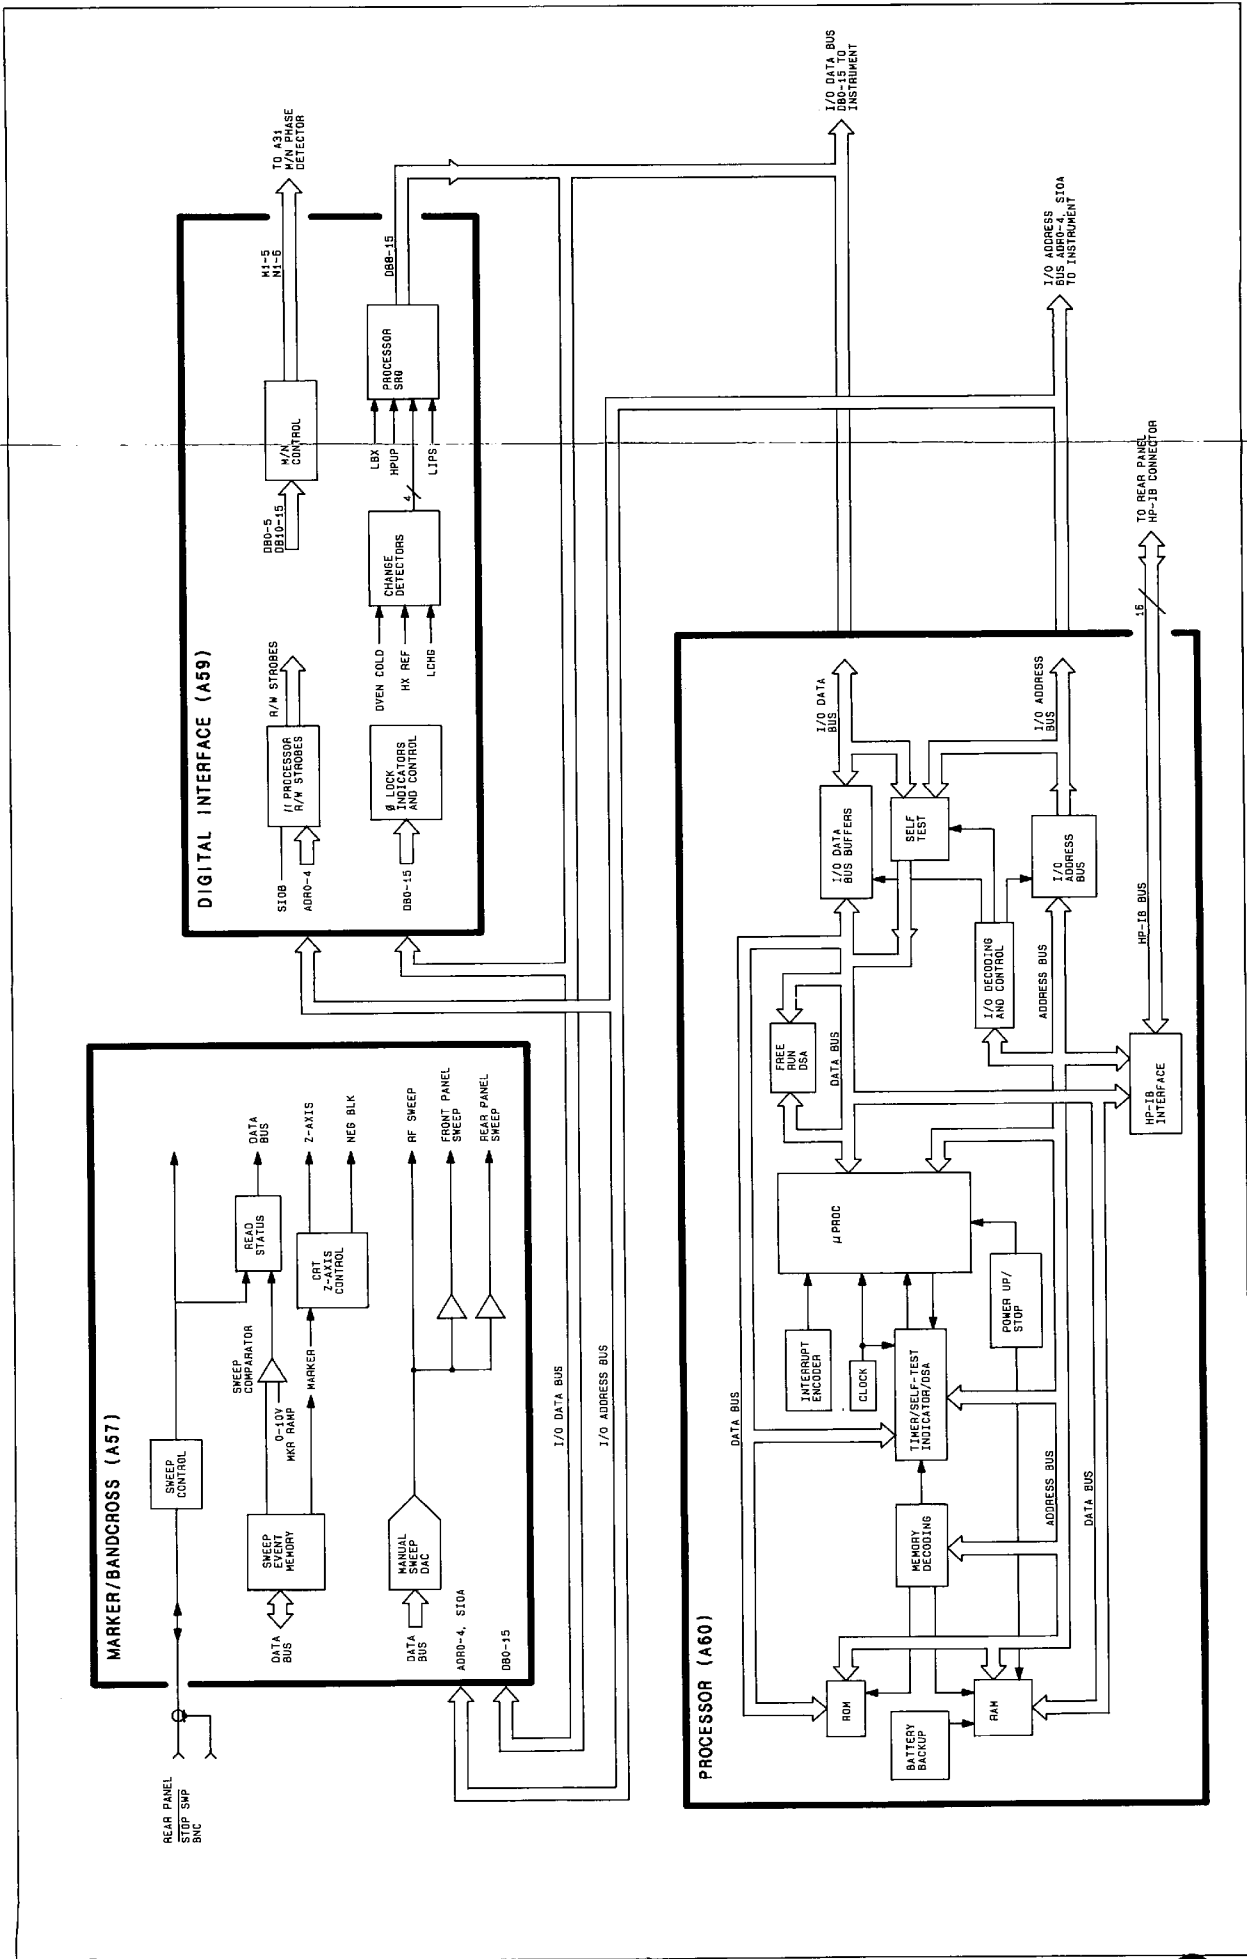 MARKER/BANDCROSS (A57)
REAR PANEL
STOP SWP
BNC
SWEEP
CONTROL
DATA
BUS
SWEEP
EVENT
MEMORY
SWEEP
COMPARATOR
0-10V
MKR RAMP
MARKER
READ
STATUS
DATA
BUS
CRT
Z-AXIS
CONTROL
Z-AXIS
NEG BLK
DATA
BUS
MANUAL
SWEEP
DAC
RF SWEEP
FRONT PANEL
SWEEP
REAR PANEL
SWEEP
ADR0-4, SIOA
DB0-15
I/O DATA BUS
I/O ADDRESS BUS
DIGITAL INTERFACE (A59)
SIOB
ADR0-4
μ PROCESSOR
R/W STROBES
R/W STROBES
DB0-5
DB10-15
M/N
CONTROL
M1-5
N1-6
TO A31
M/N PHASE
DETECTOR
DB0-15
Ø LOCK
INDICATORS
AND CONTROL
OVEN COLD
HX REF
LCHG
CHANGE
DETECTORS
4
LBX
HPUP
LIPS
PROCESSOR
SRQ
DB8-15
I/O DATA BUS
DB0-15 TO
INSTRUMENT
I/O ADDRESS
BUS ADR0-4, SIOA
TO INSTRUMENT
PROCESSOR (A60)
DATA BUS
ROM
BATTERY
BACKUP
RAM
MEMORY
DECODING
INTERRUPT
ENCODER
CLOCK
TIMER/SELF-TEST
INDICATOR/DSA
POWER UP/
STOP
ADDRESS BUS
DATA BUS
μ PROC
FREE
RUN
DSA
DATA BUS
I/O DATA
BUS BUFFERS
I/O DATA
BUS
SELF
TEST
I/O DECODING
AND CONTROL
ADDRESS BUS
I/O
ADDRESS
BUS
I/O ADDRESS
BUS
HP-IB
INTERFACE
HP-IB BUS
16
TO REAR PANEL
HP-IB CONNECTOR